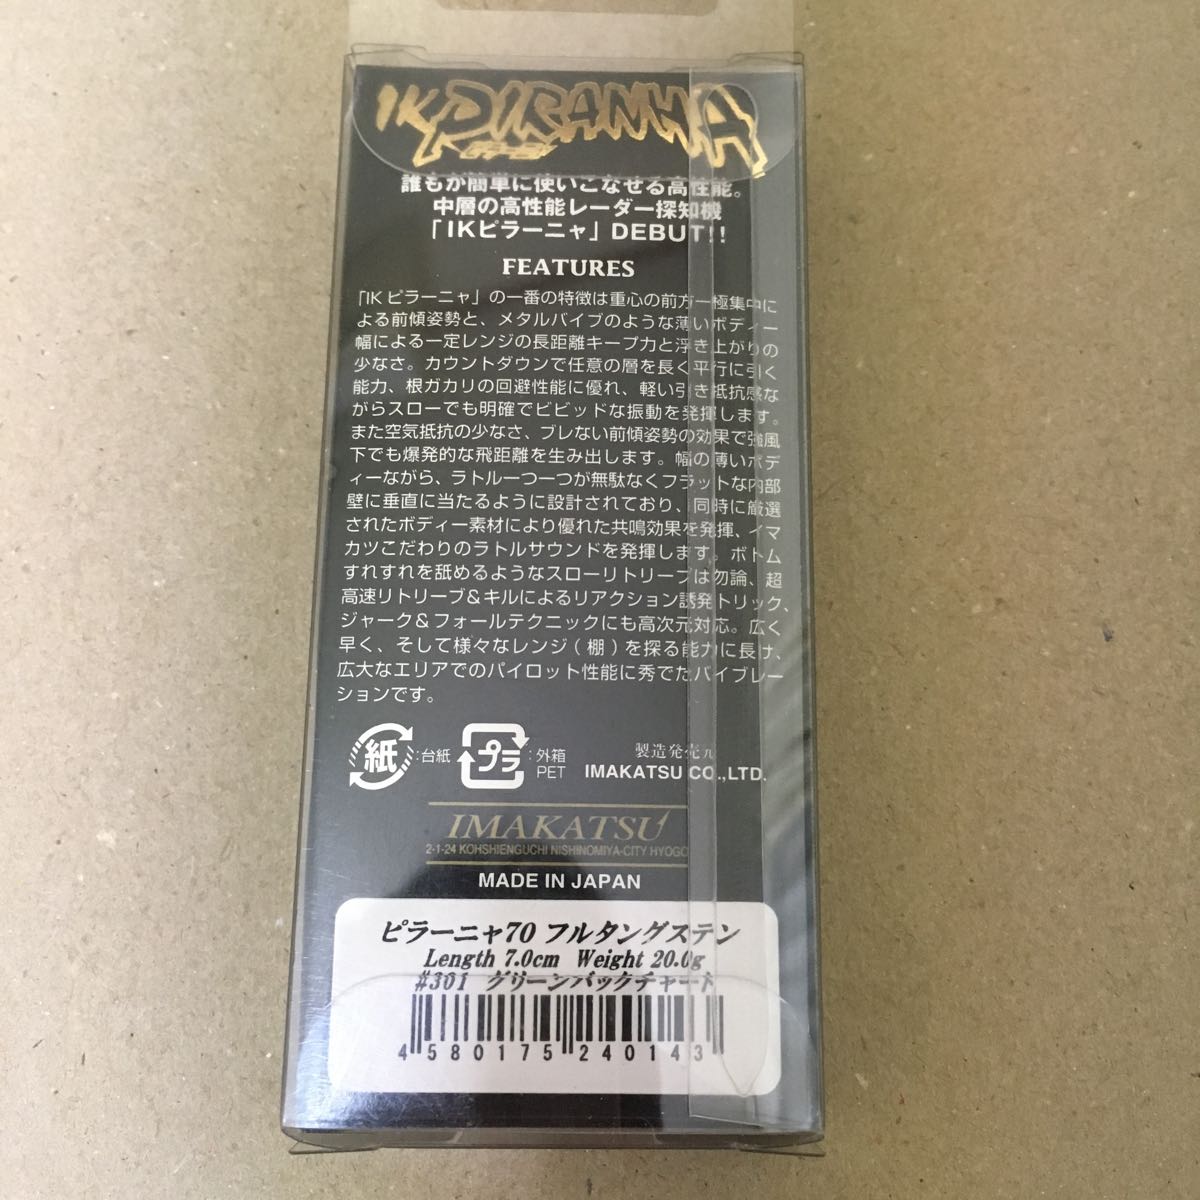 IK PIRANHA
誰もが簡単に使いこなせる高性能。
中層の高性能レーダー探知機
「IKピラーニャ」DEBUT!!
FEATURES
「IK ピラーニャ」の一番の特徴は重心の前方一極集中に
よる前傾姿勢と、メタルバイブのような薄いボディー
幅による一定レンジの長距離キープ力と浮き上がりの
少なさ。カウントダウンで任意の層を長く平行に引く
能力、根ガカリの回避性能に優れ、軽い引き抵抗感な
がらスローでも明確でビビッドな振動を発揮します。
また空気抵抗の少なさ、ブレない前傾姿勢の効果で強風
下でも爆発的な飛距離を生み出します。幅の薄いボデ
ィーながら、ラトル一つ一つが無駄なくフラットな内部
壁に垂直に当たるように設計されており、同時に厳選
されたボディー素材により優れた共鳴効果を発揮、イマ
カツこだわりのラトルサウンドを発揮します。ボトム
すれすれを舐めるようなスローリトリーブは勿論、超
高速リトリーブ&キルによるリアクション誘発トリック、
ジャーク&フォールテクニックにも高次元対応。広く
早く、そして様々なレンジ(棚)を探る能力に長け、
広大なエリアでのパイロット性能に秀でたバイブレー
ションです。
紙 :台紙 プラ :外箱 PET
製造発売元
IMAKATSU CO.,LTD.
IMAKATSU
2-1-24 KOHSHIENGUCHI NISHINOMIYA-CITY HYOGO
MADE IN JAPAN
ピラーニャ70 フルタングステン
Length 7.0cm Weight 20.0g
#301 グリーンバックチャート
4 580175 240143